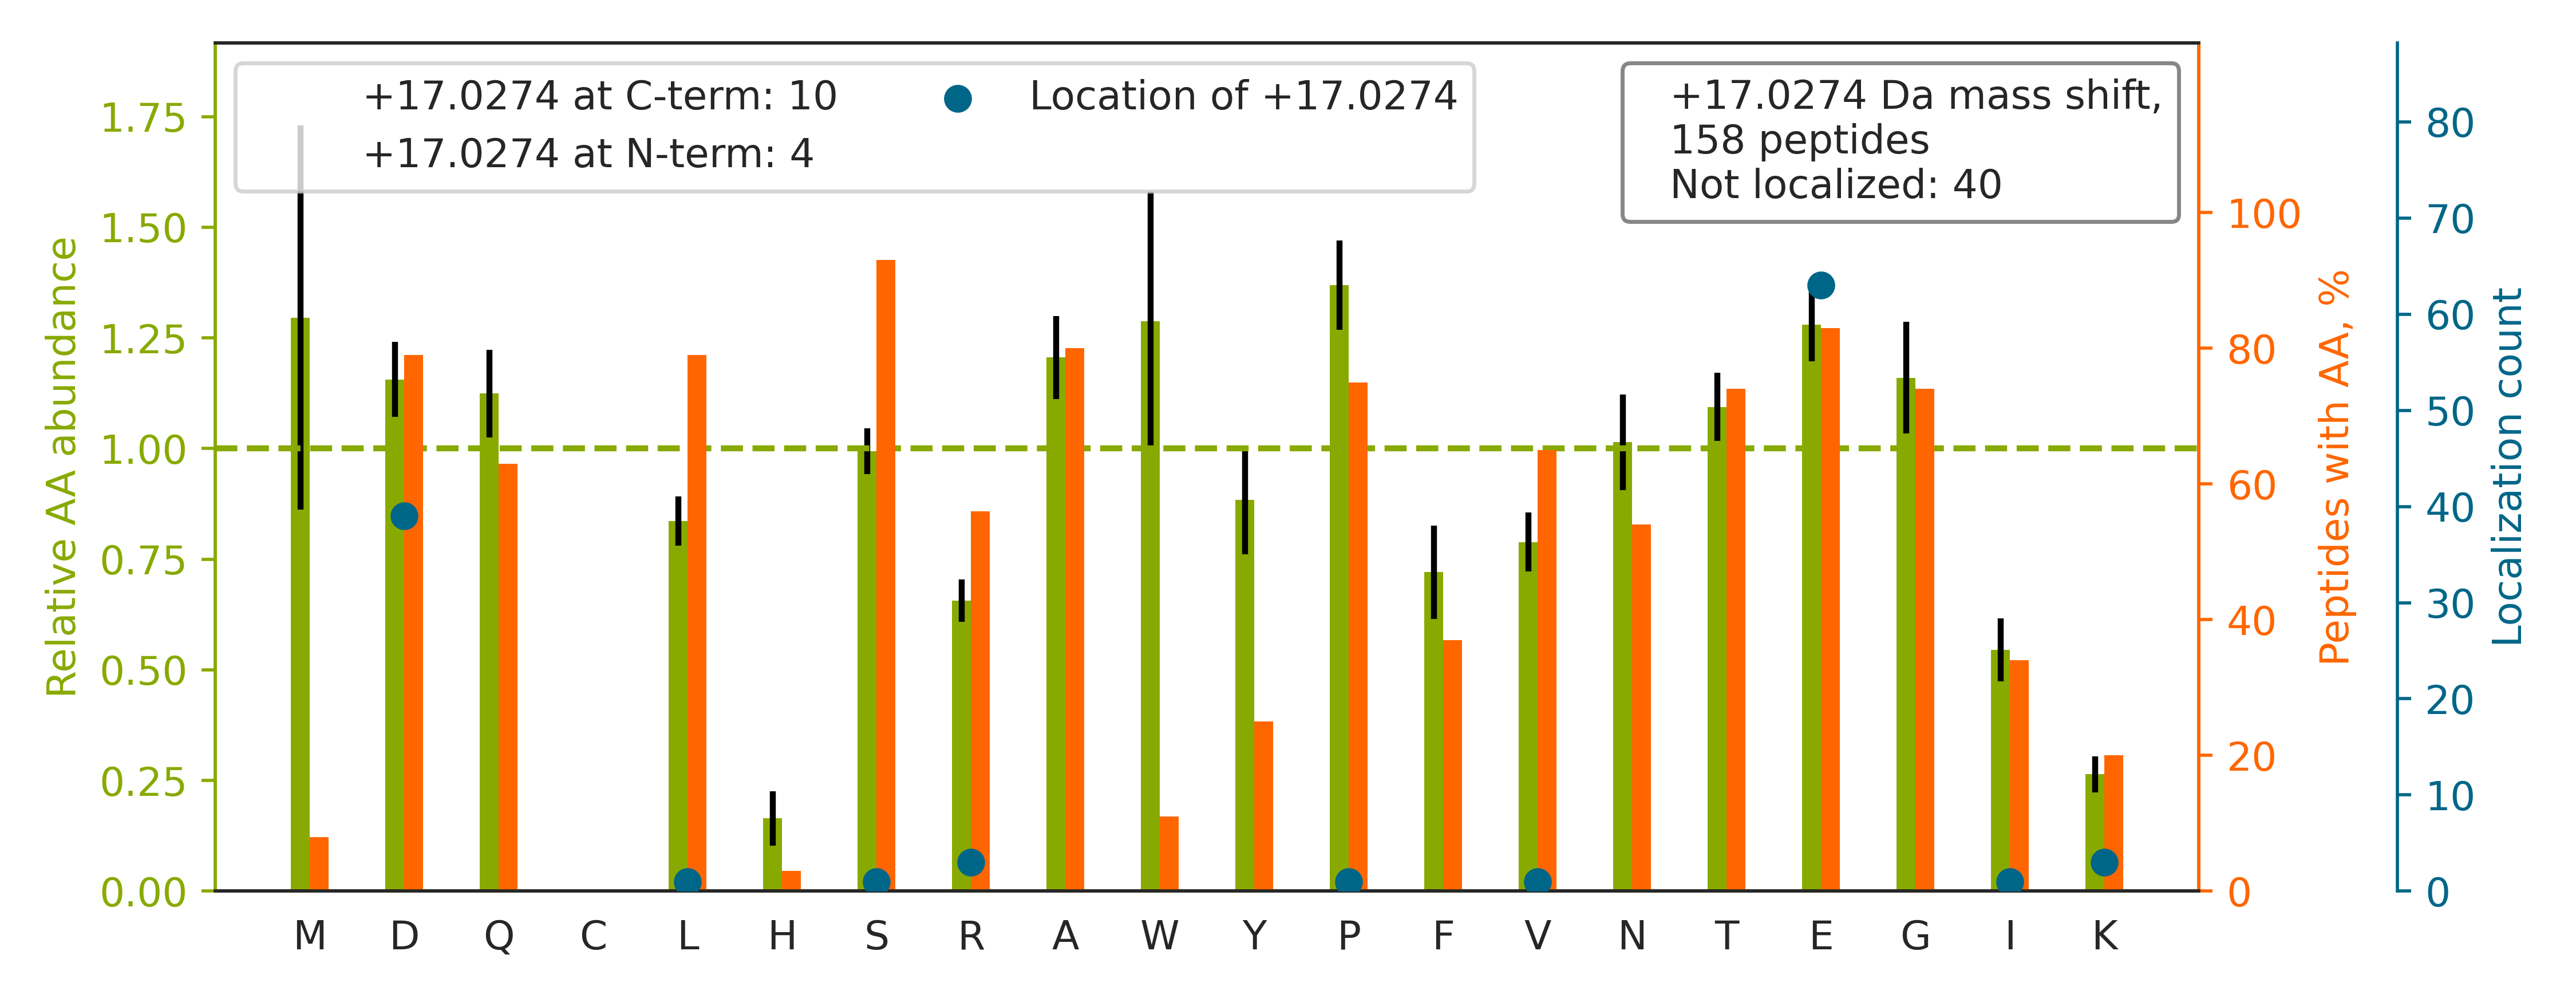 +17.0274 at C-term: 10
+17.0274 at N-term: 4
Location of +17.0274
+17.0274 Da mass shift,
158 peptides
Not localized: 40
Relative AA abundance
1.75
1.50
1.25
1.00
0.75
0.50
0.25
0.00
100
80
60
40
20
0
Peptides with AA, %
80
70
60
50
40
30
20
10
0
Localization count
M D Q C L H S R A W Y P F V N T E G I K